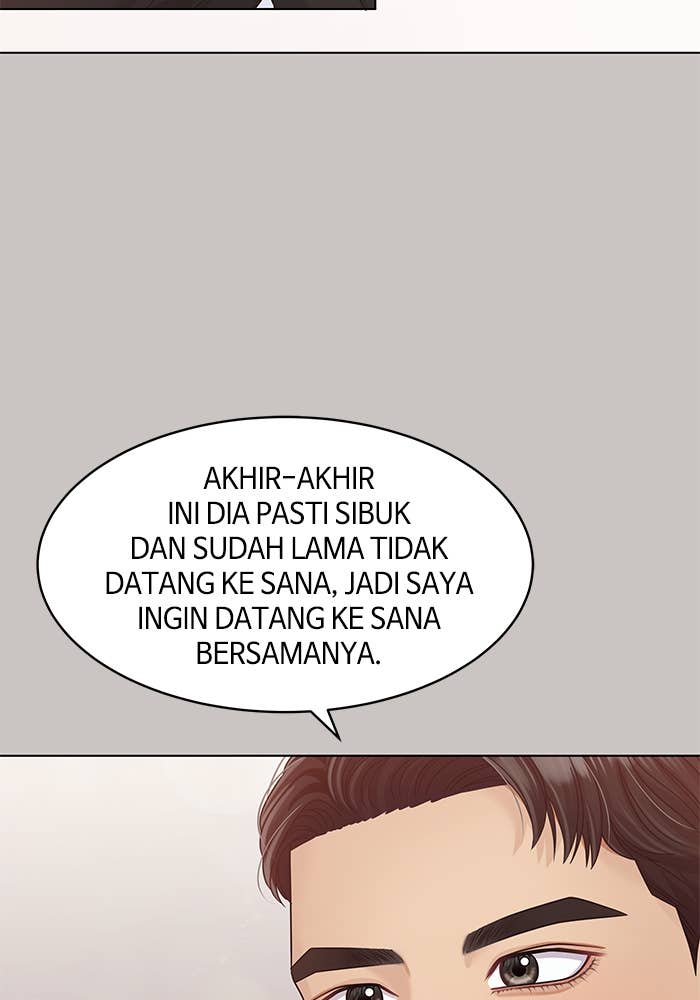 AKHIR-AKHIR
INI DIA PASTI SIBUK
DAN SUDAH LAMA TIDAK
DATANG KE SANA, JADI SAYA
INGIN DATANG KE SANA
BERSAMANYA.